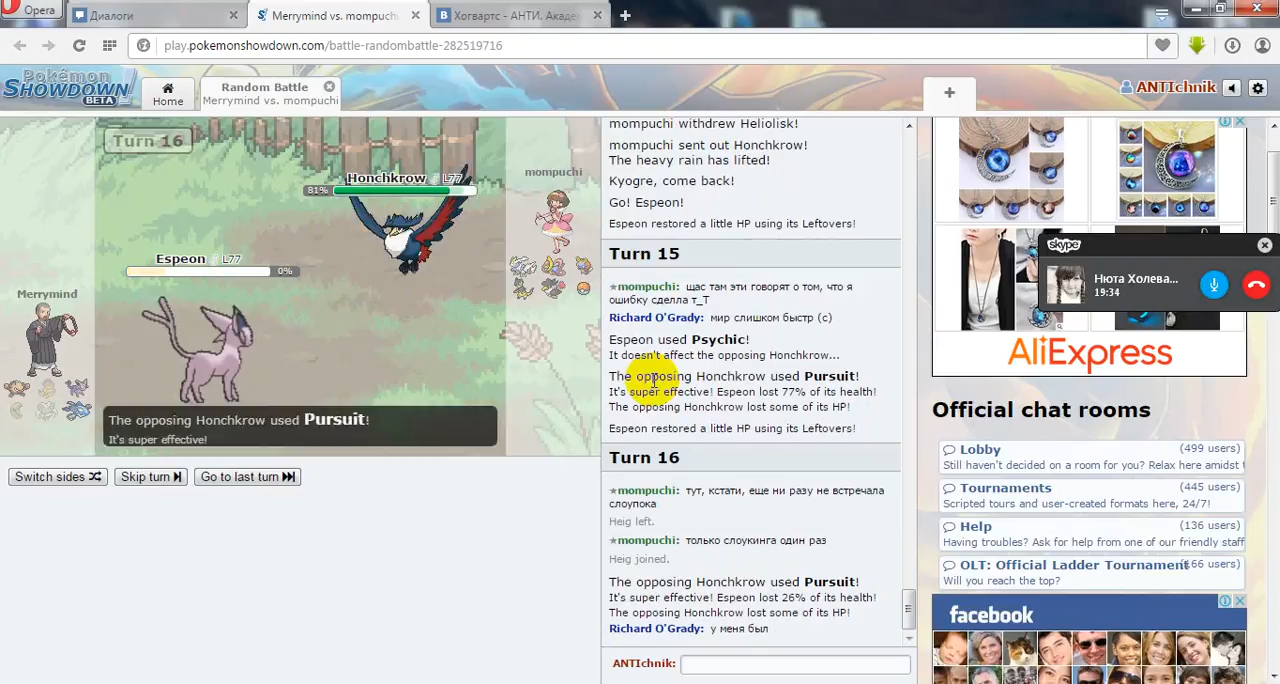 Opera
Диалоги
Merrymind vs. mompuchi
Хогвартс - АНТИ. Акаде
play.pokemonshowdown.com/battle-randombattle-282519716
Pokémon
SHOWDOWN
BETA
Home
Random Battle
Merrymind vs. mompuchi
ANTIchnik
Turn 16
Honchkrow L77
81%
Espeon L77
0%
Merrymind
mompuchi
The opposing Honchkrow used Pursuit!
It's super effective!
Switch sides
Skip turn
Go to last turn
mompuchi withdrew Heliolisk!
mompuchi sent out Honchkrow!
The heavy rain has lifted!
Kyogre, come back!
Go! Espeon!
Espeon restored a little HP using its Leftovers!
Turn 15
★mompuchi: щас там эти говорят о том, что я
ошибку сделла т_Т
Richard O'Grady: мир слишком быстр (с)
Espeon used Psychic!
It doesn't affect the opposing Honchkrow...
The opposing Honchkrow used Pursuit!
It's super effective! Espeon lost 77% of its health!
The opposing Honchkrow lost some of its HP!
Espeon restored a little HP using its Leftovers!
Turn 16
★mompuchi: тут, кстати, еще ни разу не встречала
слоупока
Heig left.
★mompuchi: только слоукинга один раз
Heig joined.
The opposing Honchkrow used Pursuit!
It's super effective! Espeon lost 26% of its health!
The opposing Honchkrow lost some of its HP!
Richard O'Grady: у меня был
ANTIchnik:
skype
Нюта Холева...
19:34
AliExpress
Official chat rooms
Lobby
(499 users)
Still haven't decided on a room for you? Relax here amidst t
Tournaments
(445 users)
Scripted tours and user-created formats here, 24/7!
Help
(136 users)
Having troubles? Ask for help from one of our friendly staff
OLT: Official Ladder Tournament
66 users)
Will you reach the top?
facebook